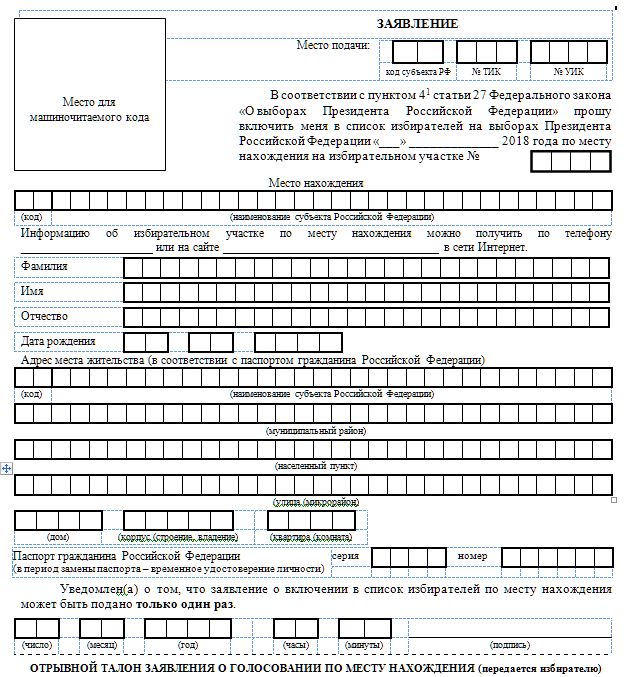 ЗАЯВЛЕНИЕ
Место подачи:
код субъекта РФ № ТИК № УИК
Место для
машиночитаемого кода
В соответствии с пунктом 4¹ статьи 27 Федерального закона
«О выборах Президента Российской Федерации» прошу
включить меня в список избирателей на выборах Президента
Российской Федерации «___» ______________ 2018 года по месту
нахождения на избирательном участке №
Место нахождения
(код) (наименование субъекта Российской Федерации)
Информацию об избирательном участке по месту нахождения можно получить по телефону
______________________ или на сайте ____________________________________ в сети Интернет.
Фамилия
Имя
Отчество
Дата рождения
Адрес места жительства (в соответствии с паспортом гражданина Российской Федерации)
(код) (наименование субъекта Российской Федерации)
(муниципальный район)
(населенный пункт)
(улица (микрорайон)
(дом) (корпус (строение, владение) (квартира (комната)
Паспорт гражданина Российской Федерации серия номер
(в период замены паспорта – временное удостоверение личности)
Уведомлен(а) о том, что заявление о включении в список избирателей по месту нахождения
может быть подано только один раз.
(число) (месяц) (год) (часы) (минуты) (подпись)
ОТРЫВНОЙ ТАЛОН ЗАЯВЛЕНИЯ О ГОЛОСОВАНИИ ПО МЕСТУ НАХОЖДЕНИЯ (передается избирателю)